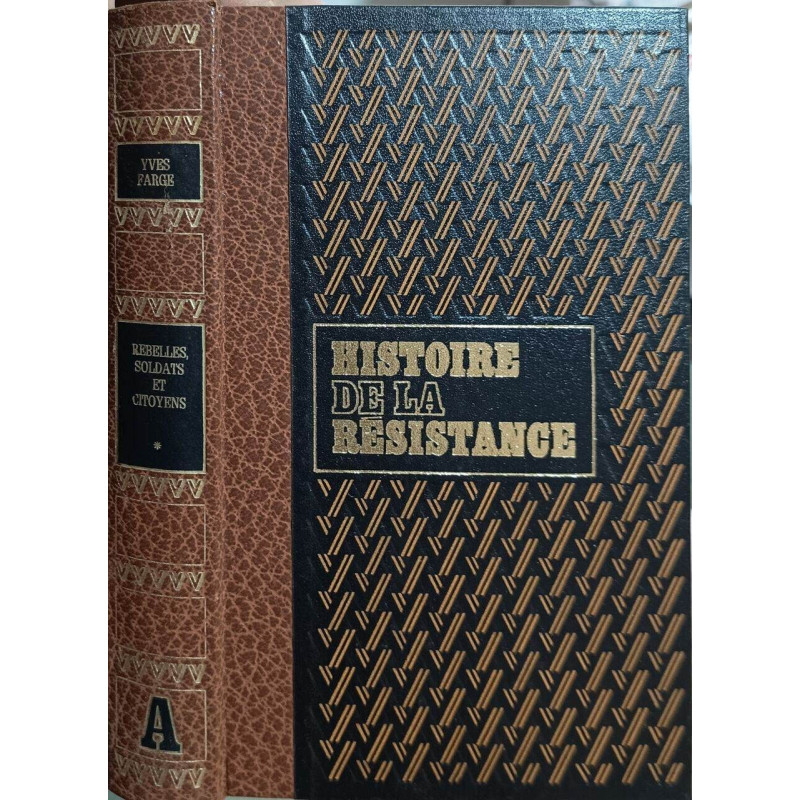 YVES
FARGE
REBELLES,
SOLDATS
ET
CITOYENS
*
A
HISTOIRE
DE LA
RÉSISTANCE